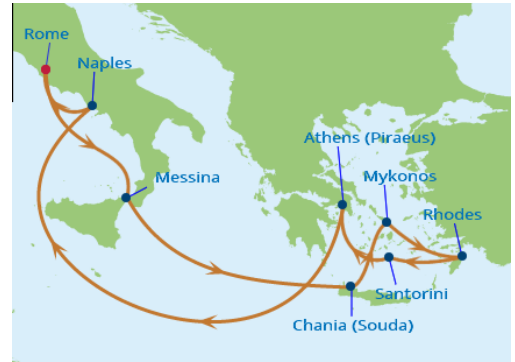 Rome
Naples
Athens (Piraeus)
Messina
Mykonos
Rhodes
Santorini
Chania (Souda)